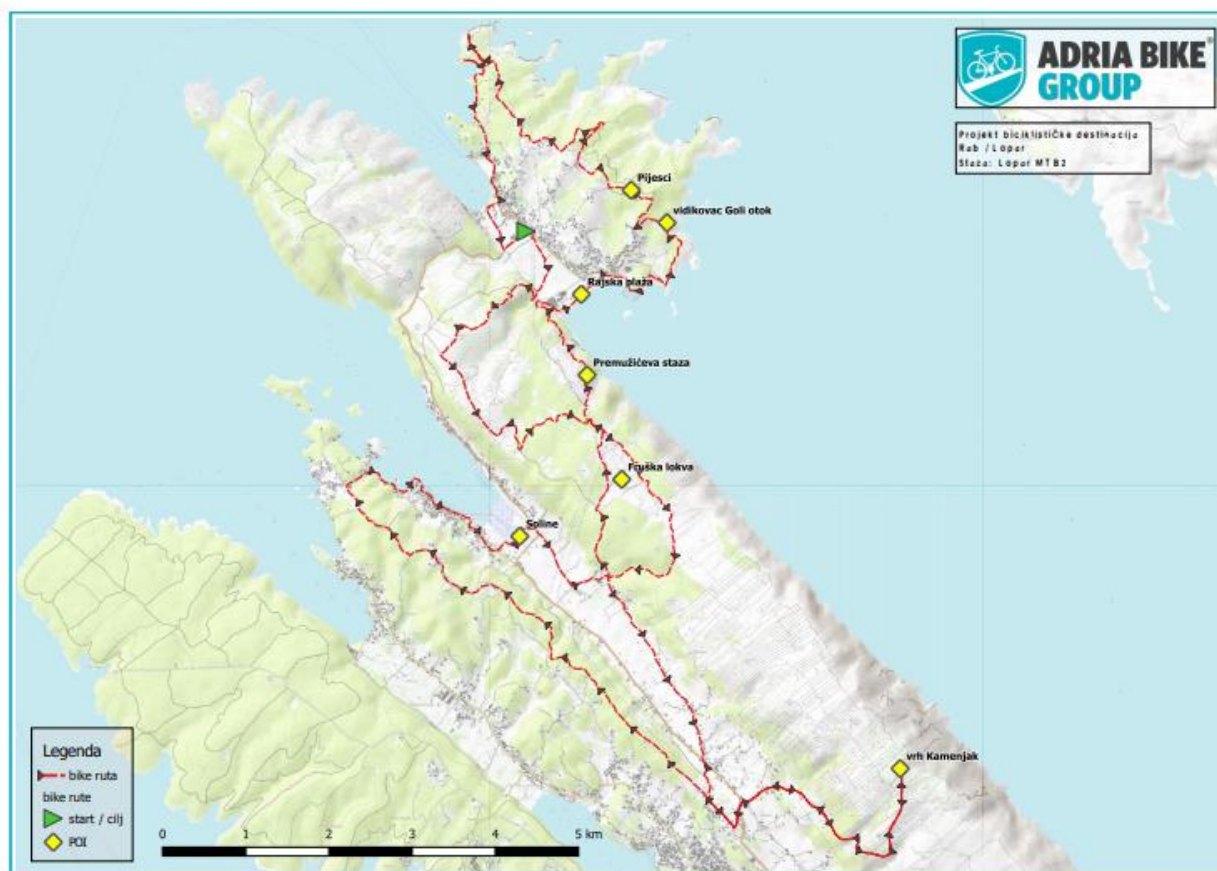 ADRIA BIKE®
GROUP
Projekt biciklističke destinacija
Rab / Lopar
Staza: Lopar MTB2
Pijesci
vidikovac Goli otok
Rajska plaža
Premužićeva staza
Fruška lokva
Soline
vrh Kamenjak
Legenda
bike ruta
bike rute
start / cilj
POI
0 1 2 3 4 5 km